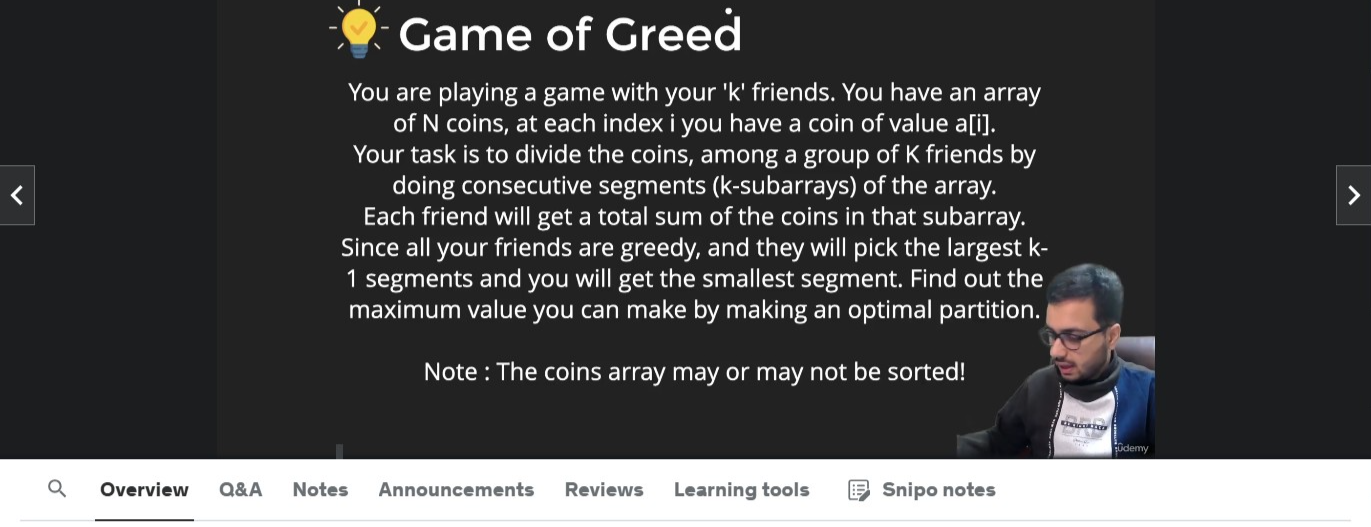 Game of Greed
You are playing a game with your 'k' friends. You have an array
of N coins, at each index i you have a coin of value a[i].
Your task is to divide the coins, among a group of K friends by
doing consecutive segments (k-subarrays) of the array.
Each friend will get a total sum of the coins in that subarray.
Since all your friends are greedy, and they will pick the largest k-
1 segments and you will get the smallest segment. Find out the
maximum value you can make by making an optimal partition.
Note : The coins array may or may not be sorted!
ûdemy
Overview Q&A Notes Announcements Reviews Learning tools Snipo notes